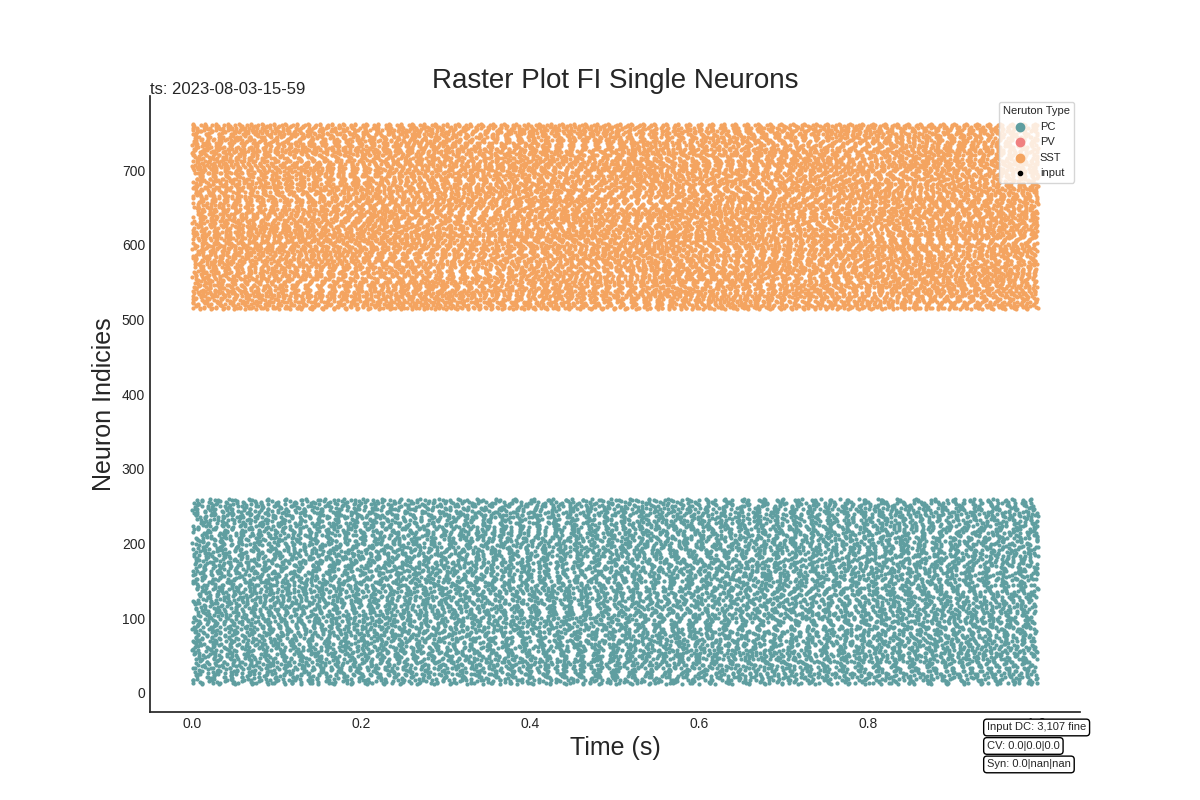 Raster Plot FI Single Neurons
ts: 2023-08-03-15-59
Neruton Type
PC
PV
SST
input
Neuron Indicies
700
600
500
400
300
200
100
0
0.0 0.2 0.4 0.6 0.8
Time (s)
Input DC: 3,107 fine
CV: 0.0|0.0|0.0
Syn: 0.0|nan|nan